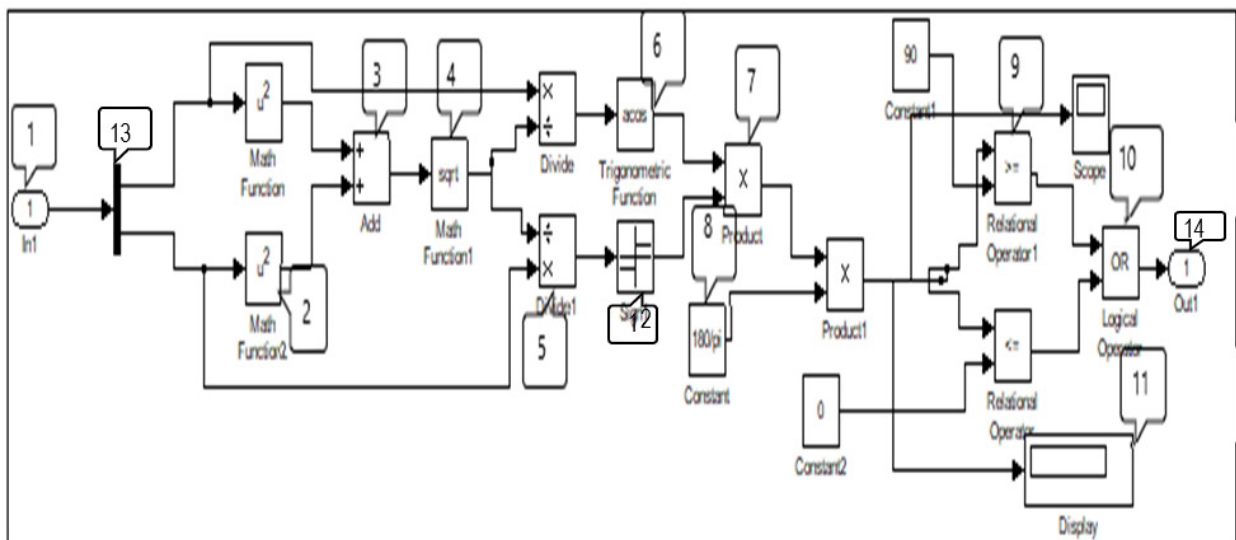 1
1
In1
13
u²
Math
Function
u²
Math
Function2
2
3
+
+
Add
4
sqrt
Math
Function1
×
÷
Divide
÷
×
Divide1
5
6
acos
Trigonometric
Function
12
7
X
Product
8
180/pi
Constant
X
Product1
90
Constant1
0
Constant2
9
>=
Relational
Operator1
<=
Relational
Operator
Scope
10
OR
Logical
Operator
14
1
Out1
11
Display